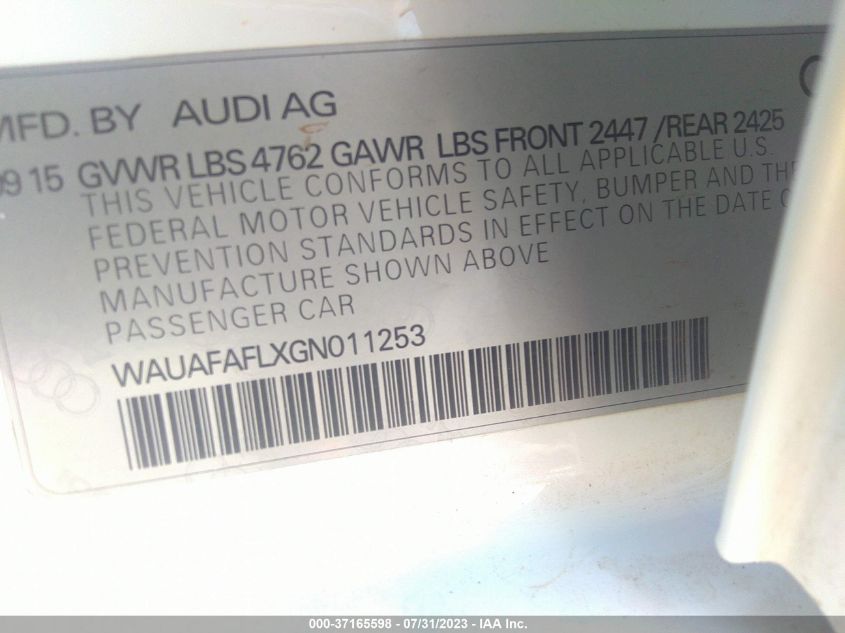 MFD. BY AUDI AG
09 15 GVWR LBS 4762 GAWR LBS FRONT 2447 /REAR 2425
THIS VEHICLE CONFORMS TO ALL APPLICABLE U.S.
FEDERAL MOTOR VEHICLE SAFETY, BUMPER AND THE
PREVENTION STANDARDS IN EFFECT ON THE DATE O
MANUFACTURE SHOWN ABOVE
PASSENGER CAR
WAUAFAFLXGN011253
000-37165598 - 07/31/2023 - IAA Inc.